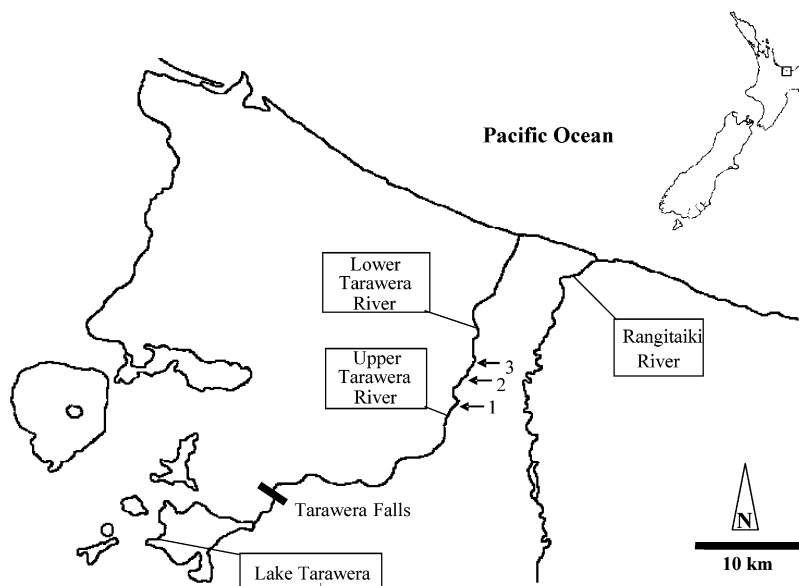 Pacific Ocean
Lower
Tarawera
River
Rangitaiki
River
Upper
Tarawera
River
3
2
1
Tarawera Falls
N
Lake Tarawera
10 km